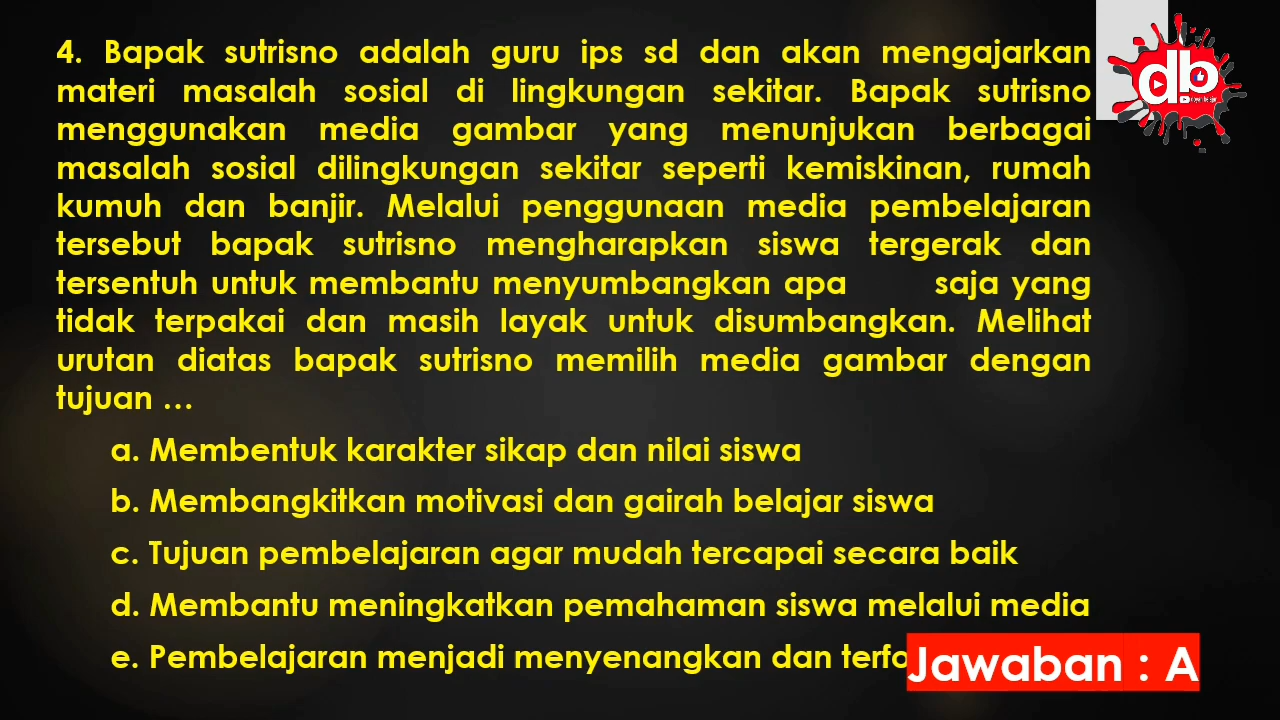 4. Bapak sutrisno adalah guru ips sd dan akan mengajarkan
materi masalah sosial di lingkungan sekitar. Bapak sutrisno
menggunakan media gambar yang menunjukan berbagai
masalah sosial dilingkungan sekitar seperti kemiskinan, rumah
kumuh dan banjir. Melalui penggunaan media pembelajaran
tersebut bapak sutrisno mengharapkan siswa tergerak dan
tersentuh untuk membantu menyumbangkan apa saja yang
tidak terpakai dan masih layak untuk disumbangkan. Melihat
urutan diatas bapak sutrisno memilih media gambar dengan
tujuan …
a. Membentuk karakter sikap dan nilai siswa
b. Membangkitkan motivasi dan gairah belajar siswa
c. Tujuan pembelajaran agar mudah tercapai secara baik
d. Membantu meningkatkan pemahaman siswa melalui media
e. Pembelajaran menjadi menyenangkan dan
Jawaban : A
db